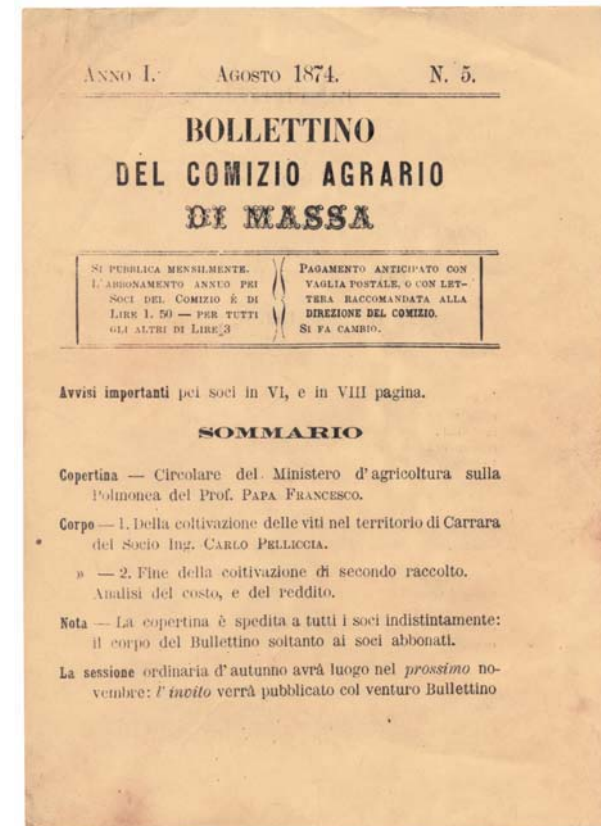 ANNO I. AGOSTO 1874. N. 5.
BOLLETTINO
DEL COMIZIO AGRARIO
DI MASSA
SI PUBBLICA MENSILMENTE.
L'ABBONAMENTO ANNUO PEI
SOCI DEL COMIZIO È DI
LIRE 1. 50 — PER TUTTI
GLI ALTRI DI LIRE 3
PAGAMENTO ANTICIPATO CON
VAGLIA POSTALE, O CON LET-
TERA RACCOMANDATA ALLA
DIREZIONE DEL COMIZIO.
SI FA CAMBIO.
Avvisi importanti pei soci in VI, e in VIII pagina.
SOMMARIO
Copertina — Circolare del Ministero d'agricoltura sulla
Polmonea del Prof. PAPA FRANCESCO.
Corpo — 1. Della coltivazione delle viti nel territorio di Carrara
del Socio Ing. CARLO PELLICCIA.
» — 2. Fine della coltivazione di secondo raccolto.
Analisi del costo, e del reddito.
Nota — La copertina è spedita a tutti i soci indistintamente:
il corpo del Bullettino soltanto ai soci abbonati.
La sessione ordinaria d'autunno avrà luogo nel prossimo no-
vembre: l'invito verrà pubblicato col venturo Bullettino